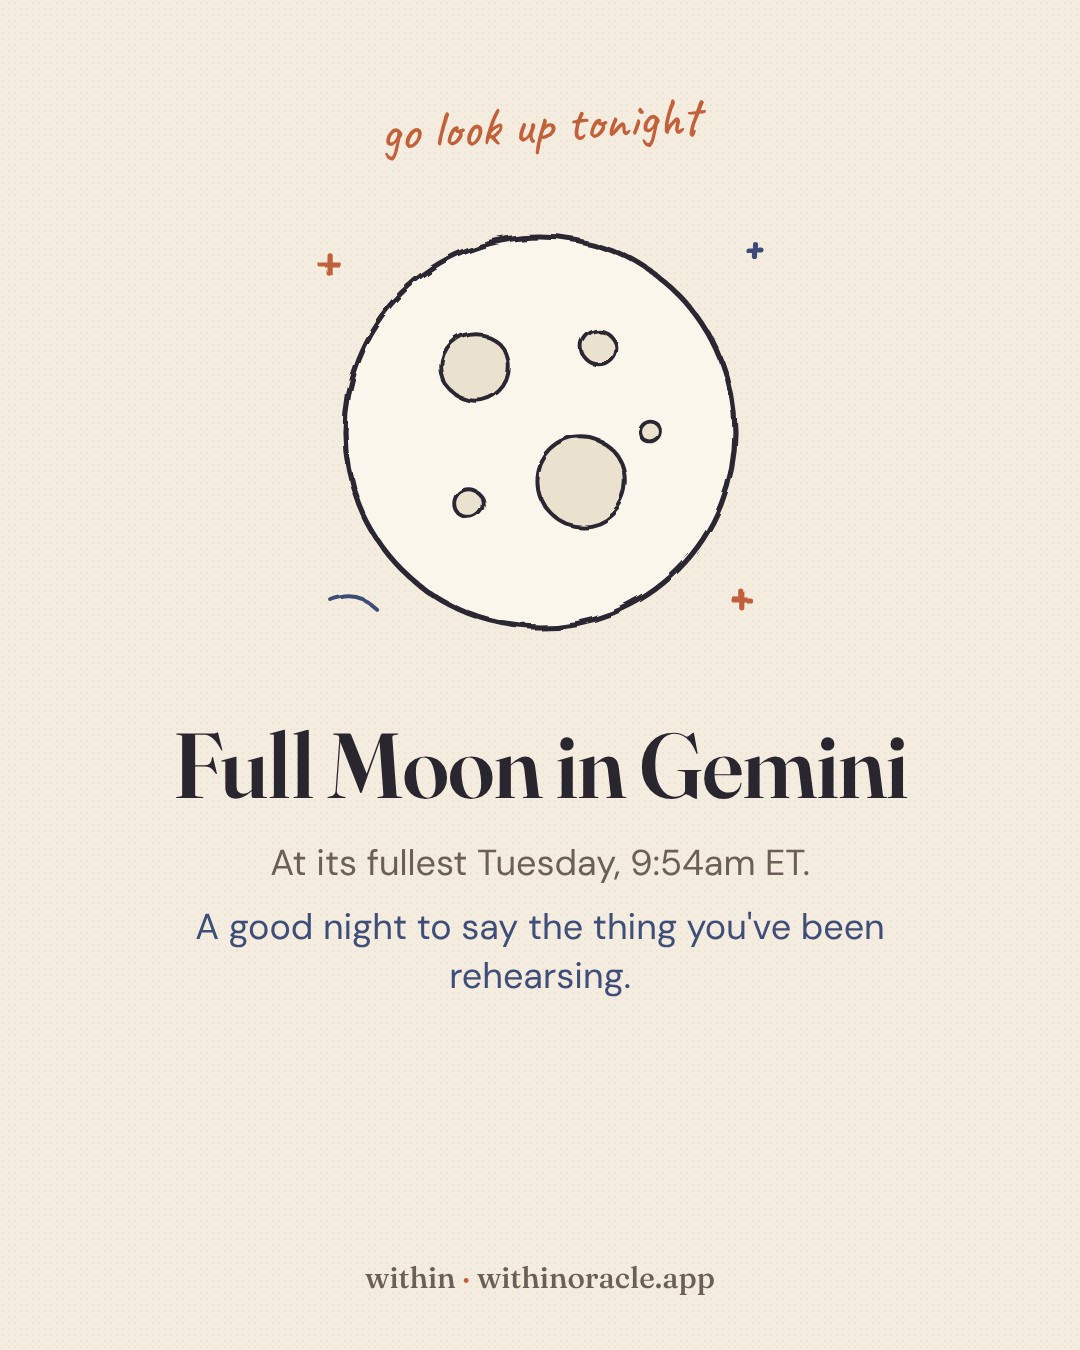 go look up tonight
Full Moon in Gemini
At its fullest Tuesday, 9:54am ET.
A good night to say the thing you've been
rehearsing.
within · withinoracle.app